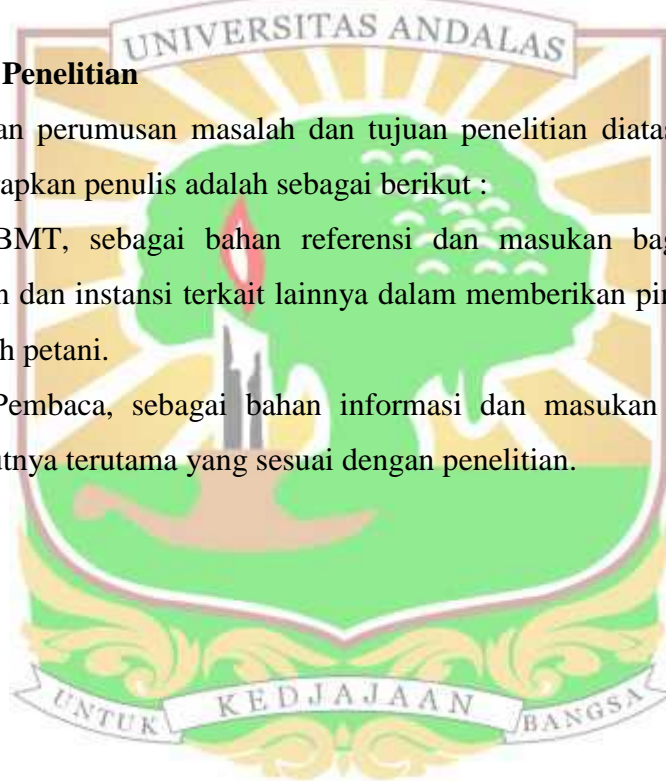 UNIVERSITAS ANDALAS
Penelitian
an perumusan masalah dan tujuan penelitian diatas
rapkan penulis adalah sebagai berikut :
BMT, sebagai bahan referensi dan masukan bag
n dan instansi terkait lainnya dalam memberikan pin
h petani.
Pembaca, sebagai bahan informasi dan masukan
utnya terutama yang sesuai dengan penelitian.
UNTUK KEDJAJAAN BANGSA